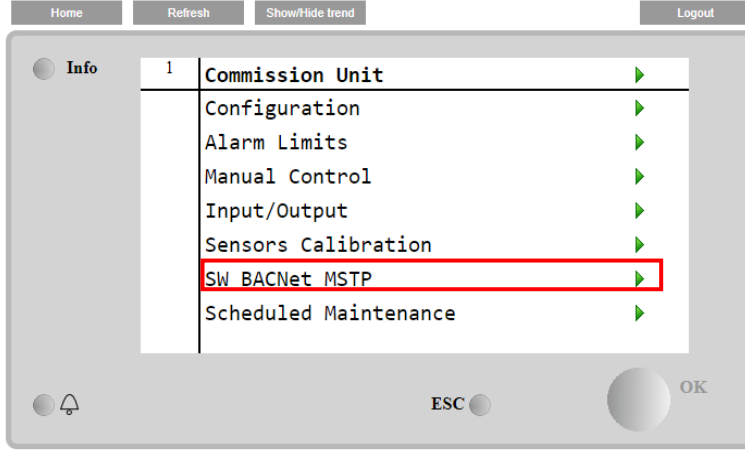 Home Refresh Show/Hide trend Logout
Info
1 Commission Unit
Configuration
Alarm Limits
Manual Control
Input/Output
Sensors Calibration
SW BACNet MSTP
Scheduled Maintenance
ESC OK